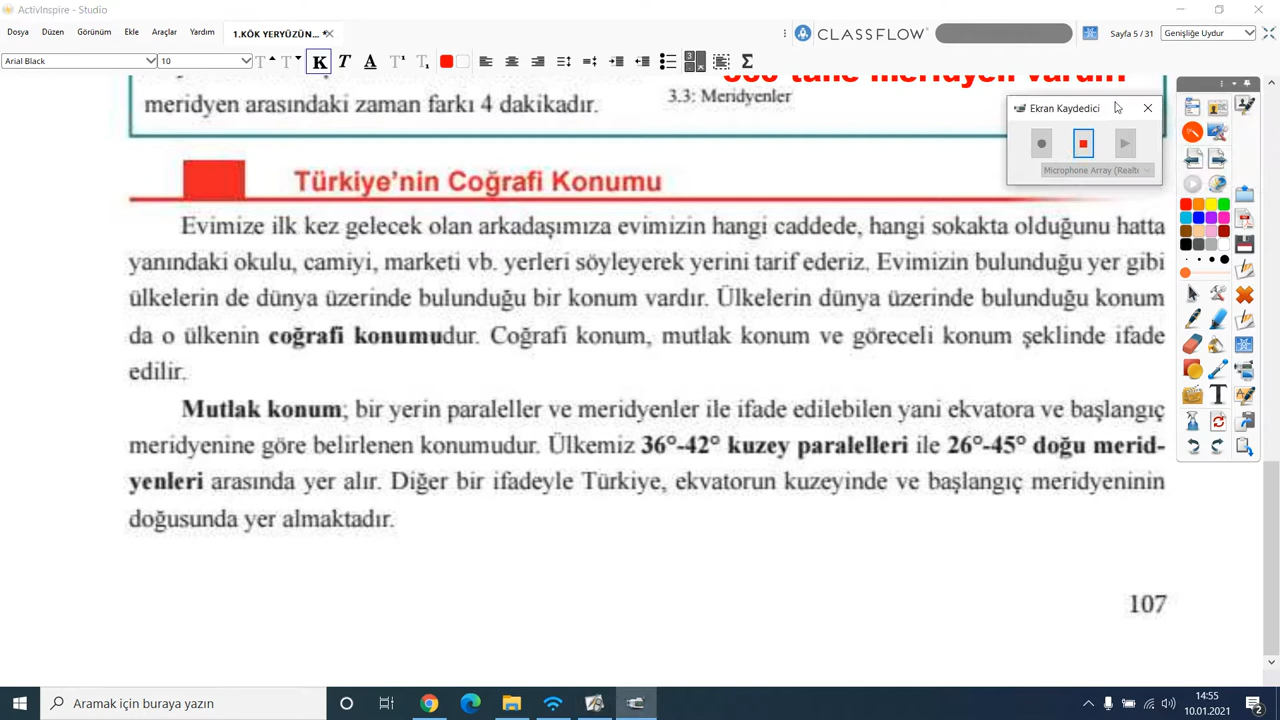 ActivInspire - Studio
Dosya Düzen Görünüm Ekle Araçlar Yardım
1.KÖK YERYÜZÜN... *
CLASSFLOW
Sayfa 5 / 31
Genişliğe Uydur
Arial Black
10
K T A T T
360 tane meridyen vardır
meridyen arasındaki zaman farkı 4 dakikadır.
3.3: Meridyenler
Ekran Kaydedici
Microphone Array (Realte
Türkiye'nin Coğrafi Konumu
Evimize ilk kez gelecek olan arkadaşımıza evimizin hangi caddede, hangi sokakta olduğunu hatta
yanındaki okulu, camiyi, marketi vb. yerleri söyleyerek yerini tarif ederiz. Evimizin bulunduğu yer gibi
ülkelerin de dünya üzerinde bulunduğu bir konum vardır. Ülkelerin dünya üzerinde bulunduğu konum
da o ülkenin coğrafi konumudur. Coğrafi konum, mutlak konum ve göreceli konum şeklinde ifade
edilir.
Mutlak konum; bir yerin paraleller ve meridyenler ile ifade edilebilen yani ekvatora ve başlangıç
meridyenine göre belirlenen konumudur. Ülkemiz 36°-42° kuzey paralelleri ile 26°-45° doğu merid-
yenleri arasında yer alır. Diğer bir ifadeyle Türkiye, ekvatorun kuzeyinde ve başlangıç meridyeninin
doğusunda yer almaktadır.
107
Aramak için buraya yazın
14:55
10.01.2021
2